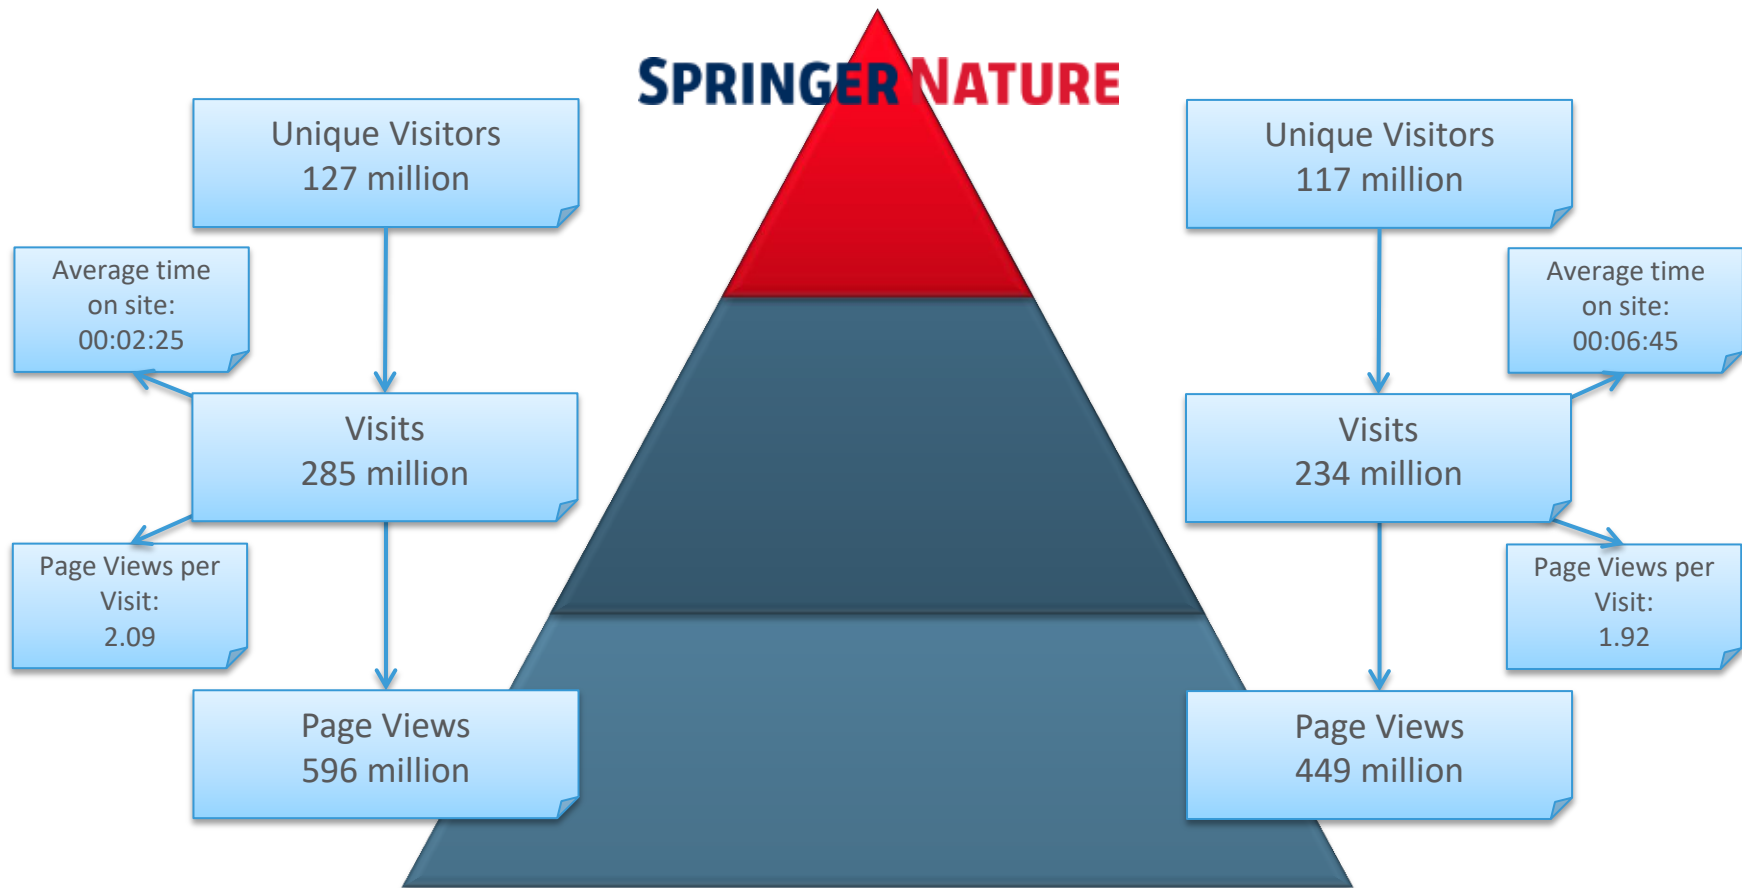 SPRINGER NATURE
Unique Visitors
127 million
Average time
on site:
00:02:25
Visits
285 million
Page Views per
Visit:
2.09
Page Views
596 million
Unique Visitors
117 million
Average time
on site:
00:06:45
Visits
234 million
Page Views per
Visit:
1.92
Page Views
449 million